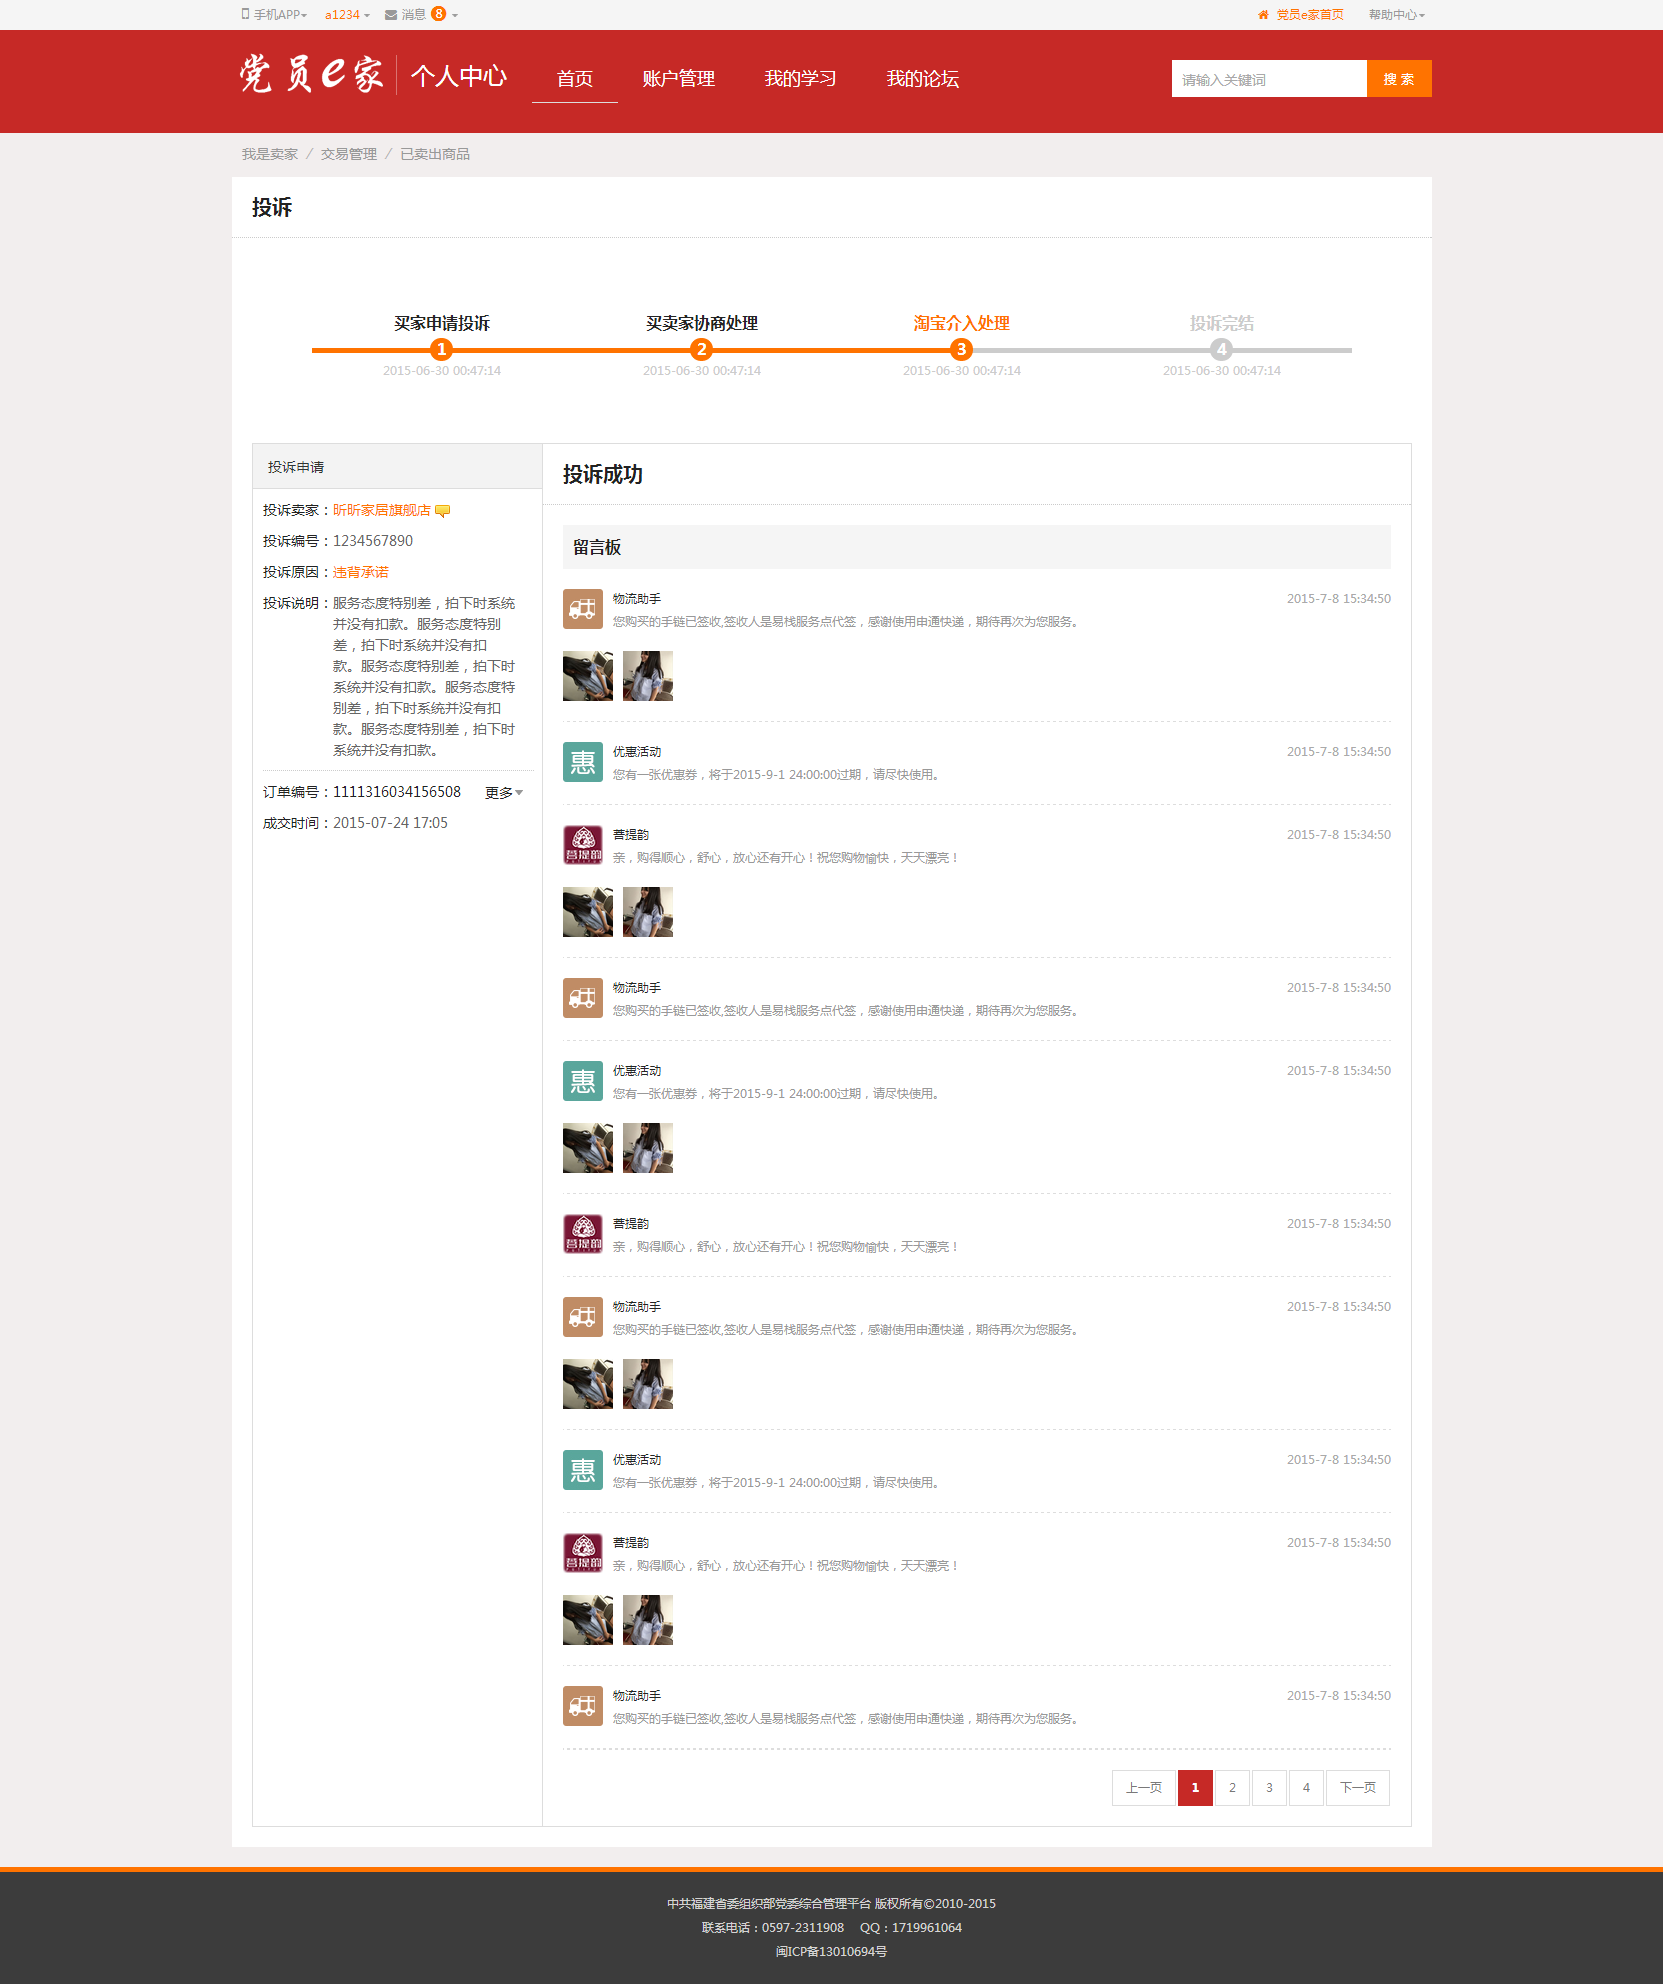 手机APP a1234 消息 8 党员e家首页 帮助中心
党员e家 个人中心 首页 账户管理 我的学习 我的论坛 请输入关键词 搜 索
我是卖家 / 交易管理 / 已卖出商品
投诉
买家申请投诉 买卖家协商处理 淘宝介入处理 投诉完结
1 2 3 4
2015-06-30 00:47:14 2015-06-30 00:47:14 2015-06-30 00:47:14 2015-06-30 00:47:14
投诉申请
投诉卖家：昕昕家居旗舰店
投诉编号：1234567890
投诉原因：违背承诺
投诉说明：服务态度特别差，拍下时系统
并没有扣款。服务态度特别
差，拍下时系统并没有扣
款。服务态度特别差，拍下时
系统并没有扣款。服务态度特
别差，拍下时系统并没有扣
款。服务态度特别差，拍下时
系统并没有扣款。
订单编号：1111316034156508 更多
成交时间：2015-07-24 17:05
投诉成功
留言板
物流助手 2015-7-8 15:34:50
您购买的手链已签收,签收人是易栈服务点代签，感谢使用申通快递，期待再次为您服务。
惠 优惠活动 2015-7-8 15:34:50
您有一张优惠券，将于2015-9-1 24:00:00过期，请尽快使用。
菩提韵 菩提韵 2015-7-8 15:34:50
亲，购得顺心，舒心，放心还有开心！祝您购物愉快，天天漂亮！
物流助手 2015-7-8 15:34:50
您购买的手链已签收,签收人是易栈服务点代签，感谢使用申通快递，期待再次为您服务。
惠 优惠活动 2015-7-8 15:34:50
您有一张优惠券，将于2015-9-1 24:00:00过期，请尽快使用。
菩提韵 菩提韵 2015-7-8 15:34:50
亲，购得顺心，舒心，放心还有开心！祝您购物愉快，天天漂亮！
物流助手 2015-7-8 15:34:50
您购买的手链已签收,签收人是易栈服务点代签，感谢使用申通快递，期待再次为您服务。
惠 优惠活动 2015-7-8 15:34:50
您有一张优惠券，将于2015-9-1 24:00:00过期，请尽快使用。
菩提韵 菩提韵 2015-7-8 15:34:50
亲，购得顺心，舒心，放心还有开心！祝您购物愉快，天天漂亮！
物流助手 2015-7-8 15:34:50
您购买的手链已签收,签收人是易栈服务点代签，感谢使用申通快递，期待再次为您服务。
上一页 1 2 3 4 下一页
中共福建省委组织部党委综合管理平台 版权所有©2010-2015
联系电话：0597-2311908 QQ：1719961064
闽ICP备13010694号